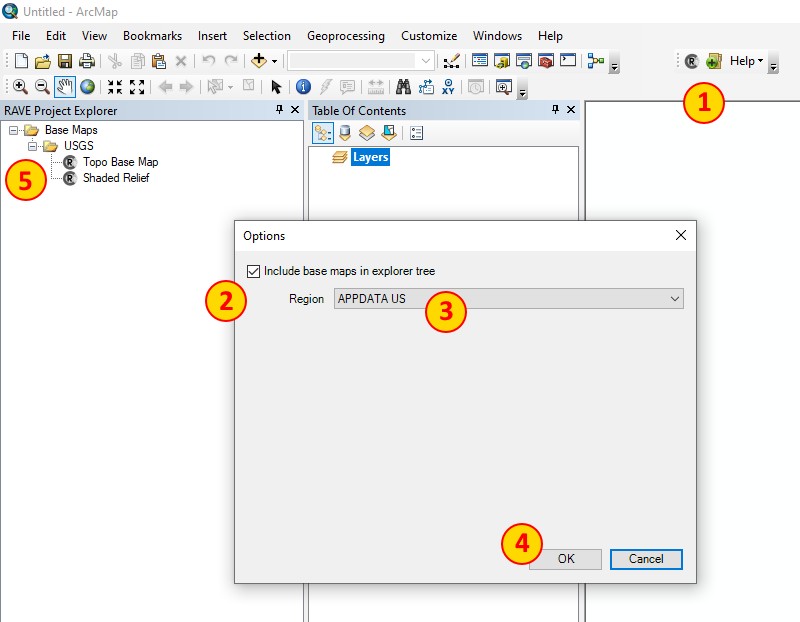 Untitled - ArcMap
File Edit View Bookmarks Insert Selection Geoprocessing Customize Windows Help
R Help
XY
1
RAVE Project Explorer
Table Of Contents
Base Maps
USGS
R Topo Base Map
R Shaded Relief
5
Layers
Options
Include base maps in explorer tree
2
Region APPDATA US
3
4
OK Cancel